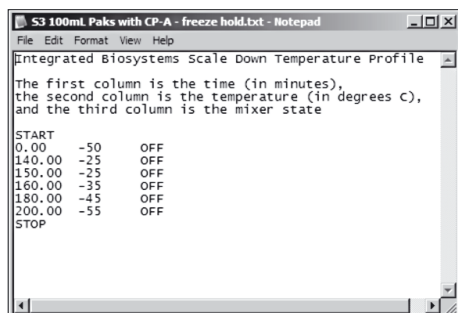 S3 100mL Paks with CP-A - freeze hold.txt - Notepad
File Edit Format View Help
Integrated Biosystems Scale Down Temperature Profile
The first column is the time (in minutes),
the second column is the temperature (in degrees C),
and the third column is the mixer state
START
0.00 -50 OFF
140.00 -25 OFF
150.00 -25 OFF
160.00 -35 OFF
180.00 -45 OFF
200.00 -55 OFF
STOP